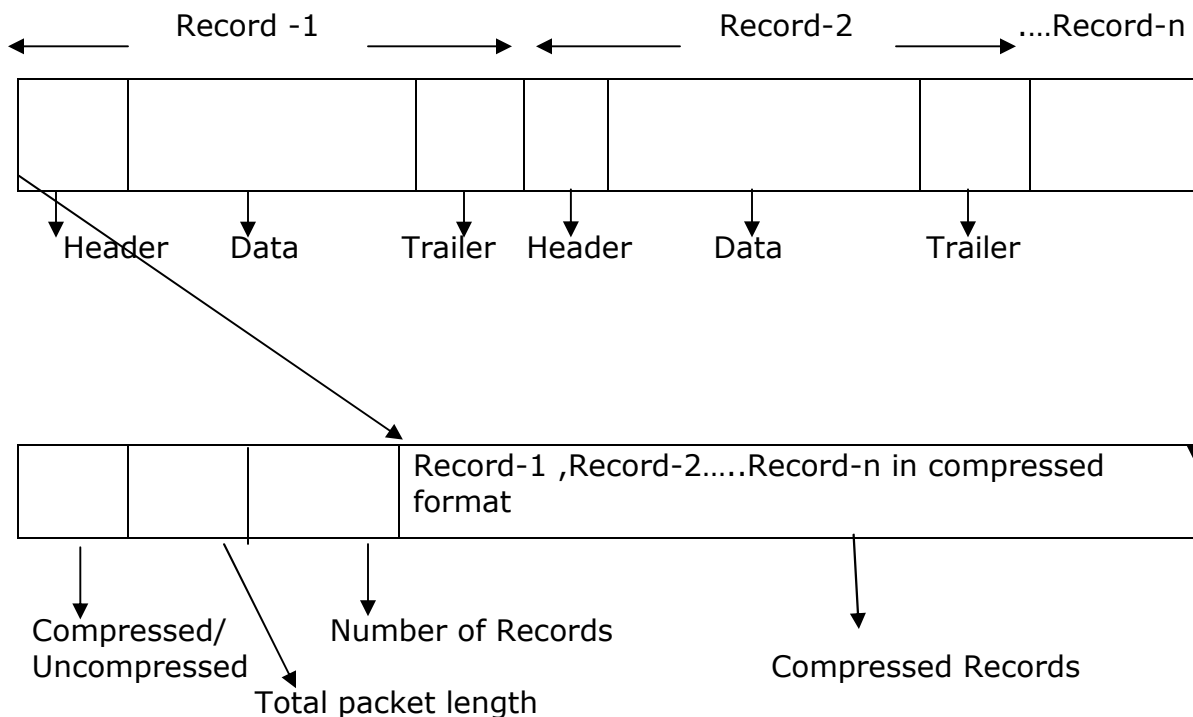 Record -1 Record-2 .…Record-n
Header Data Trailer Header Data Trailer
Record-1 ,Record-2…..Record-n in compressed
format
Compressed/ Number of Records
Uncompressed Compressed Records
Total packet length